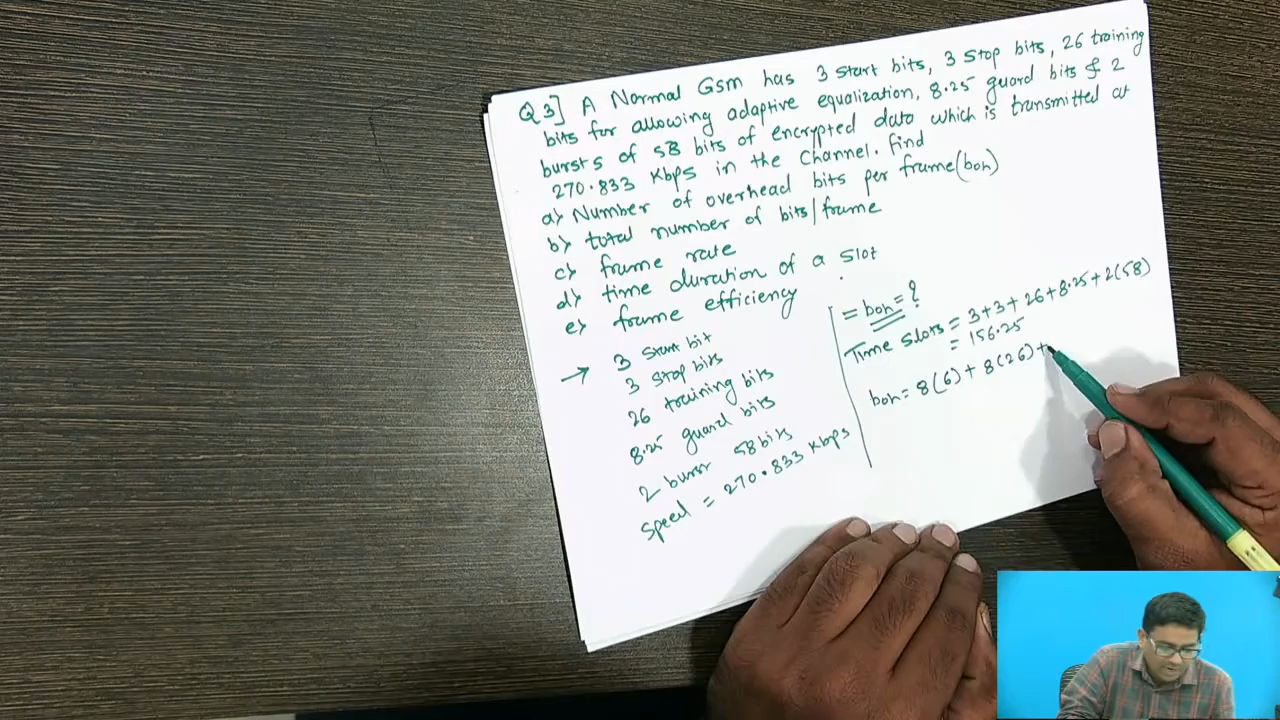 Q3] A Normal Gsm has 3 start bits, 3 stop bits, 26 training
bits for allowing adaptive equalization, 8.25 guard bits & 2
bursts of 58 bits of encrypted data which is transmitted at
270.833 Kbps in the channel. find
a) Number of overhead bits per frame(boh)
b) total number of bits/frame
c) frame rate
d) time duration of a slot
e) frame efficiency
→ 3 start bit
3 stop bits
26 training bits
8.25 guard bits
2 burst 58 bits
speed = 270.833 Kbps
= boh = ?
Time slots = 3+3+26+8.25+2(58)
= 156.25
boh = 8(6) + 8(26) +